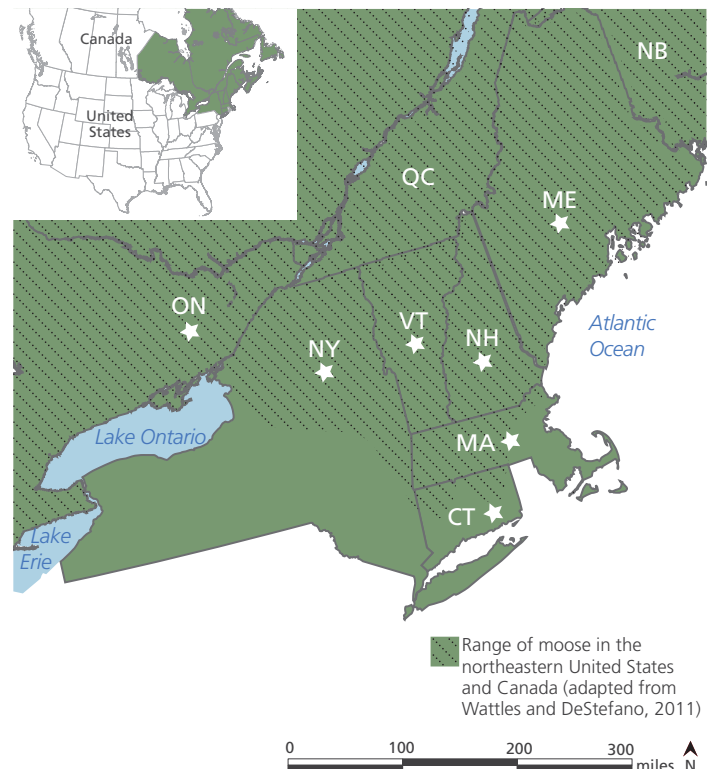 Canada
United
States
NB
QC
ME
ON
VT
NH
NY
Atlantic
Ocean
Lake Ontario
MA
CT
Lake
Erie
Range of moose in the
northeastern United States
and Canada (adapted from
Wattles and DeStefano, 2011)
0 100 200 300
miles N